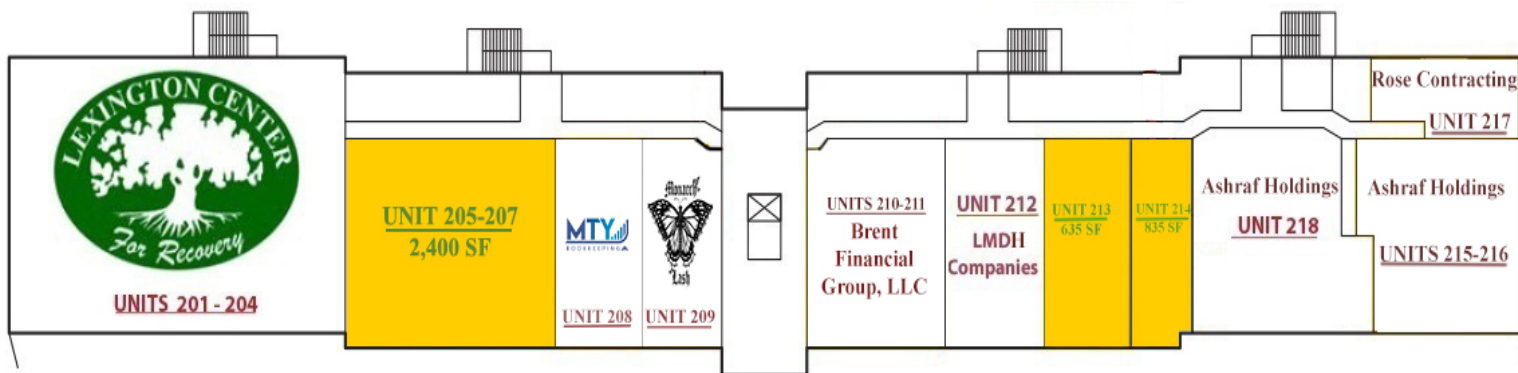 LEXINGTON CENTER
For Recovery
UNITS 201 - 204
UNIT 205-207
2,400 SF
MTY
BOOKKEEPING
UNIT 208
Monarch
Lash
UNIT 209
UNITS 210-211
Brent
Financial
Group, LLC
UNIT 212
LMDH
Companies
UNIT 213
635 SF
UNIT 214
835 SF
Ashraf Holdings
UNIT 218
Rose Contracting
UNIT 217
Ashraf Holdings
UNITS 215-216